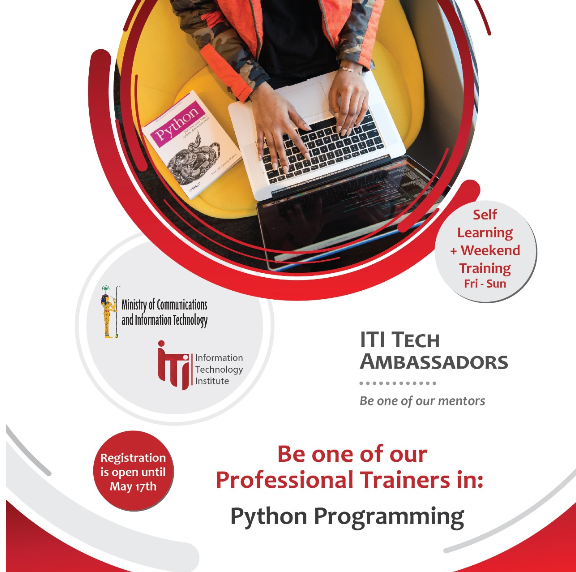 Python
Self
Learning
+ Weekend
Training
Fri - Sun
Ministry of Communications
and Information Technology
iTi
Information
Technology
Institute
ITI TECH
AMBASSADORS
Be one of our mentors
Registration
is open until
May 17th
Be one of our
Professional Trainers in:
Python Programming